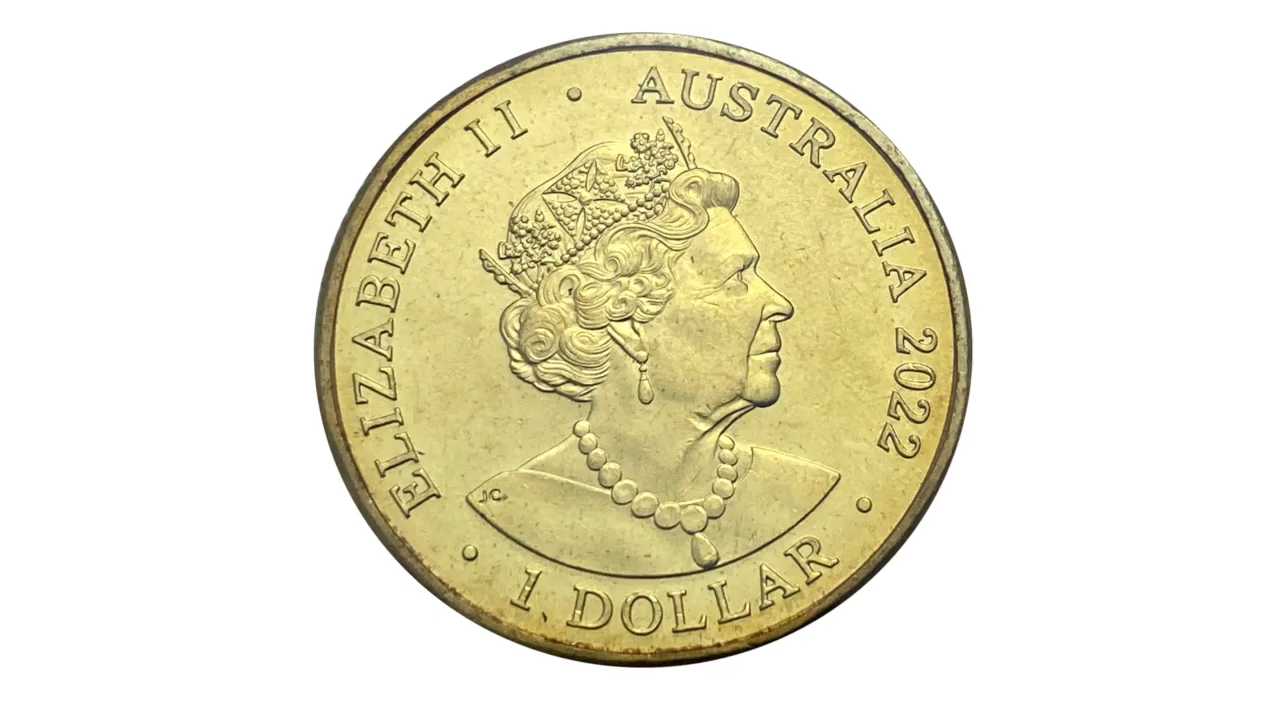 ELIZABETH II • AUSTRALIA 2022 •
1 DOLLAR •
JC